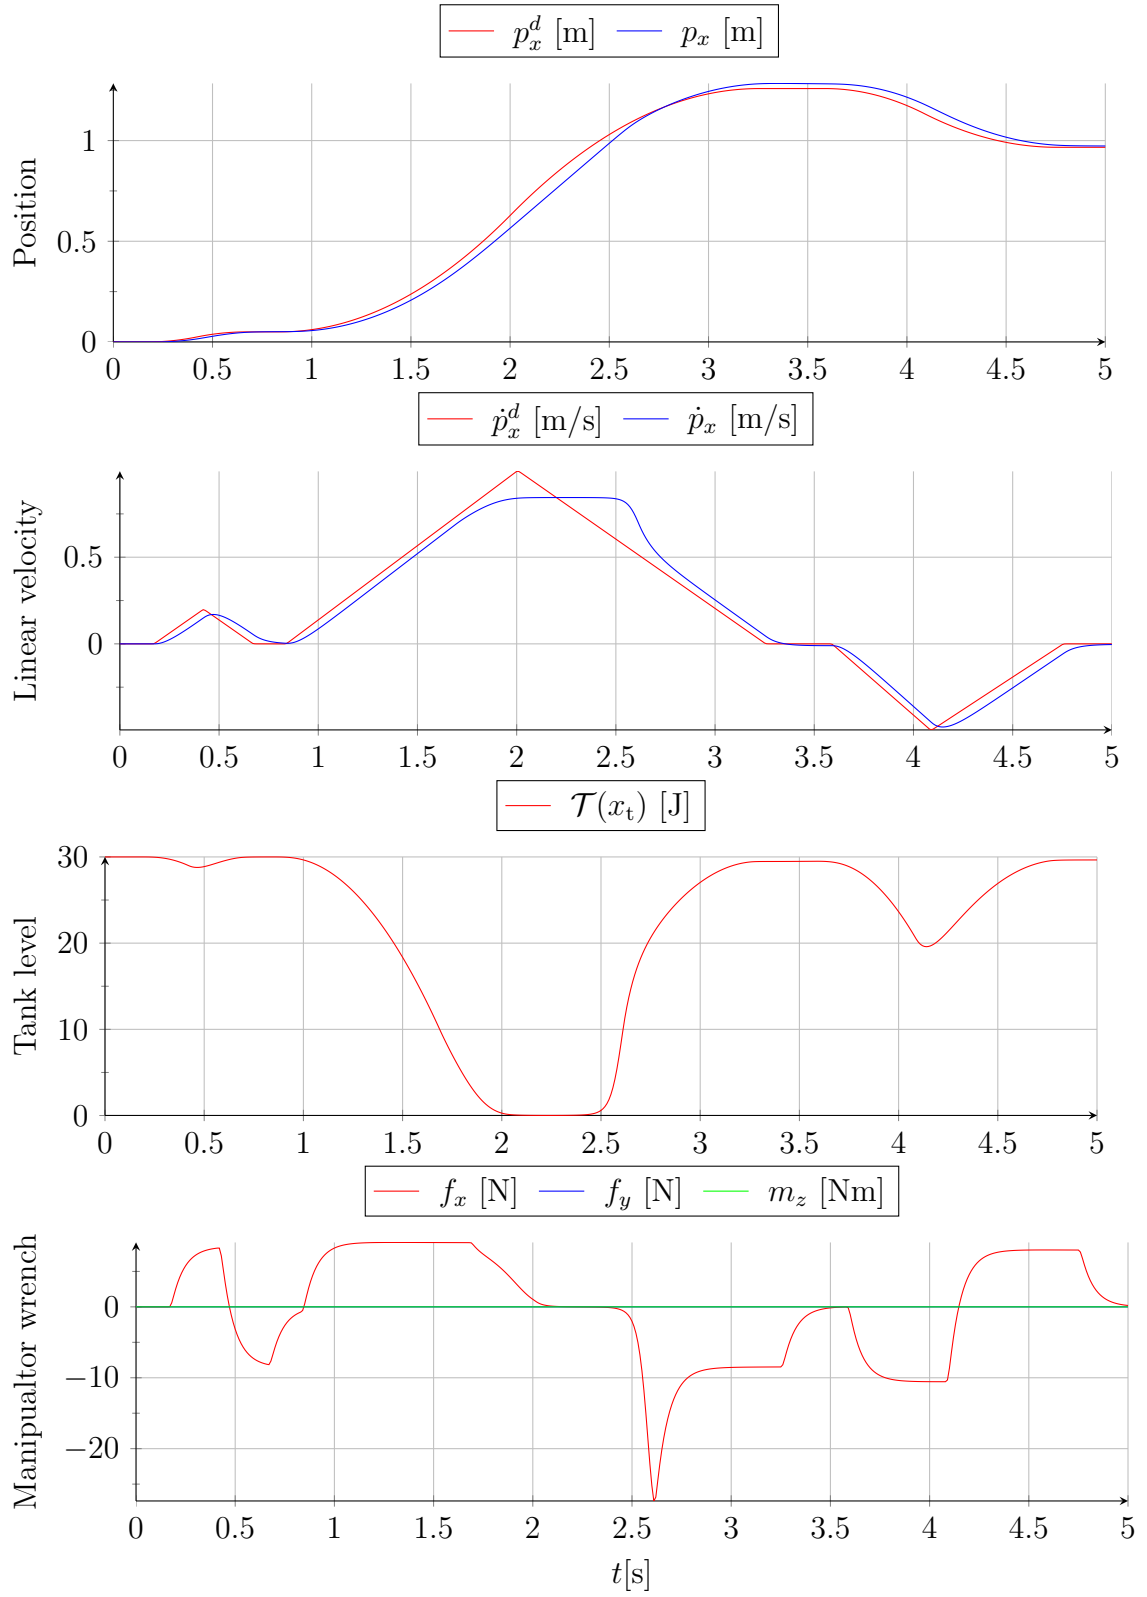 p_x^d [m] p_x [m]
Position
1
0.5
0
0 0.5 1 1.5 2 2.5 3 3.5 4 4.5 5
ṗ_x^d [m/s] ṗ_x [m/s]
Linear velocity
0.5
0
0 0.5 1 1.5 2 2.5 3 3.5 4 4.5 5
𝒯(x_t) [J]
Tank level
30
20
10
0
0 0.5 1 1.5 2 2.5 3 3.5 4 4.5 5
f_x [N] f_y [N] m_z [Nm]
Manipualtor wrench
0
−10
−20
0 0.5 1 1.5 2 2.5 3 3.5 4 4.5 5
t[s]